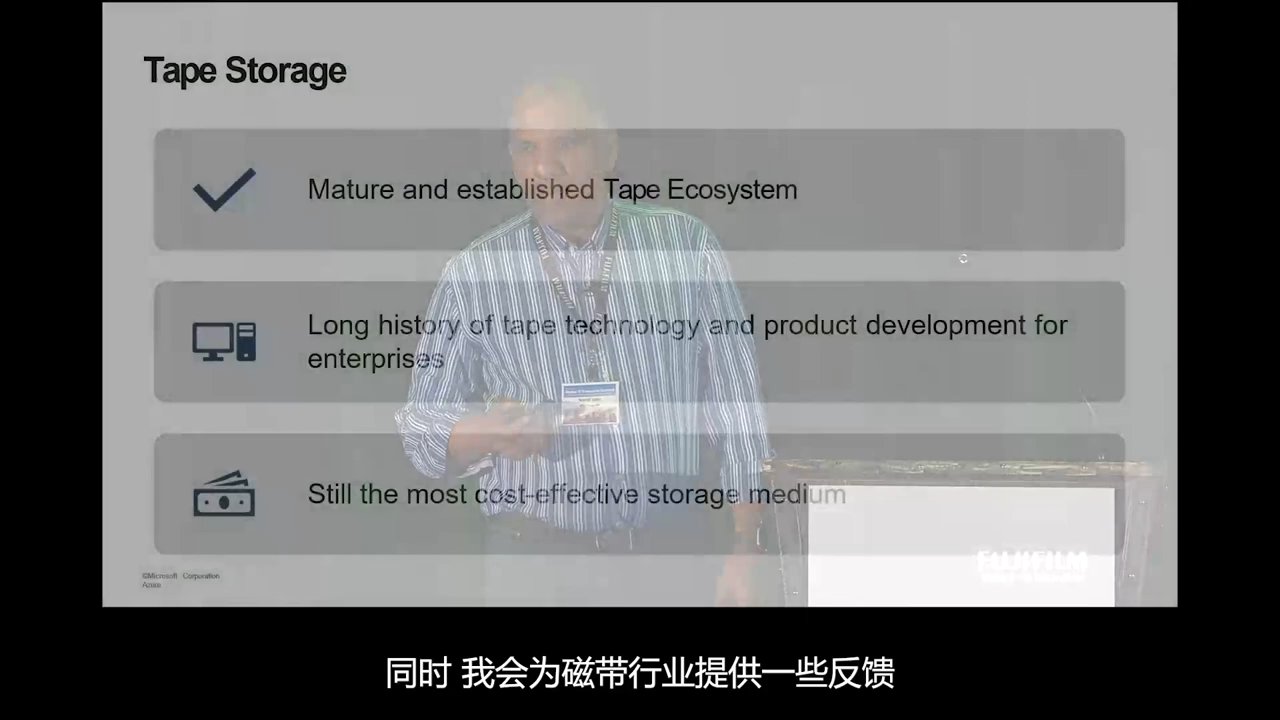 Tape Storage
Mature and established Tape Ecosystem
Long history of tape technology and product development for
enterprises
Still the most cost-effective storage medium
©Microsoft Corporation
Azure
FUJIFILM
同时 我会为磁带行业提供一些反馈